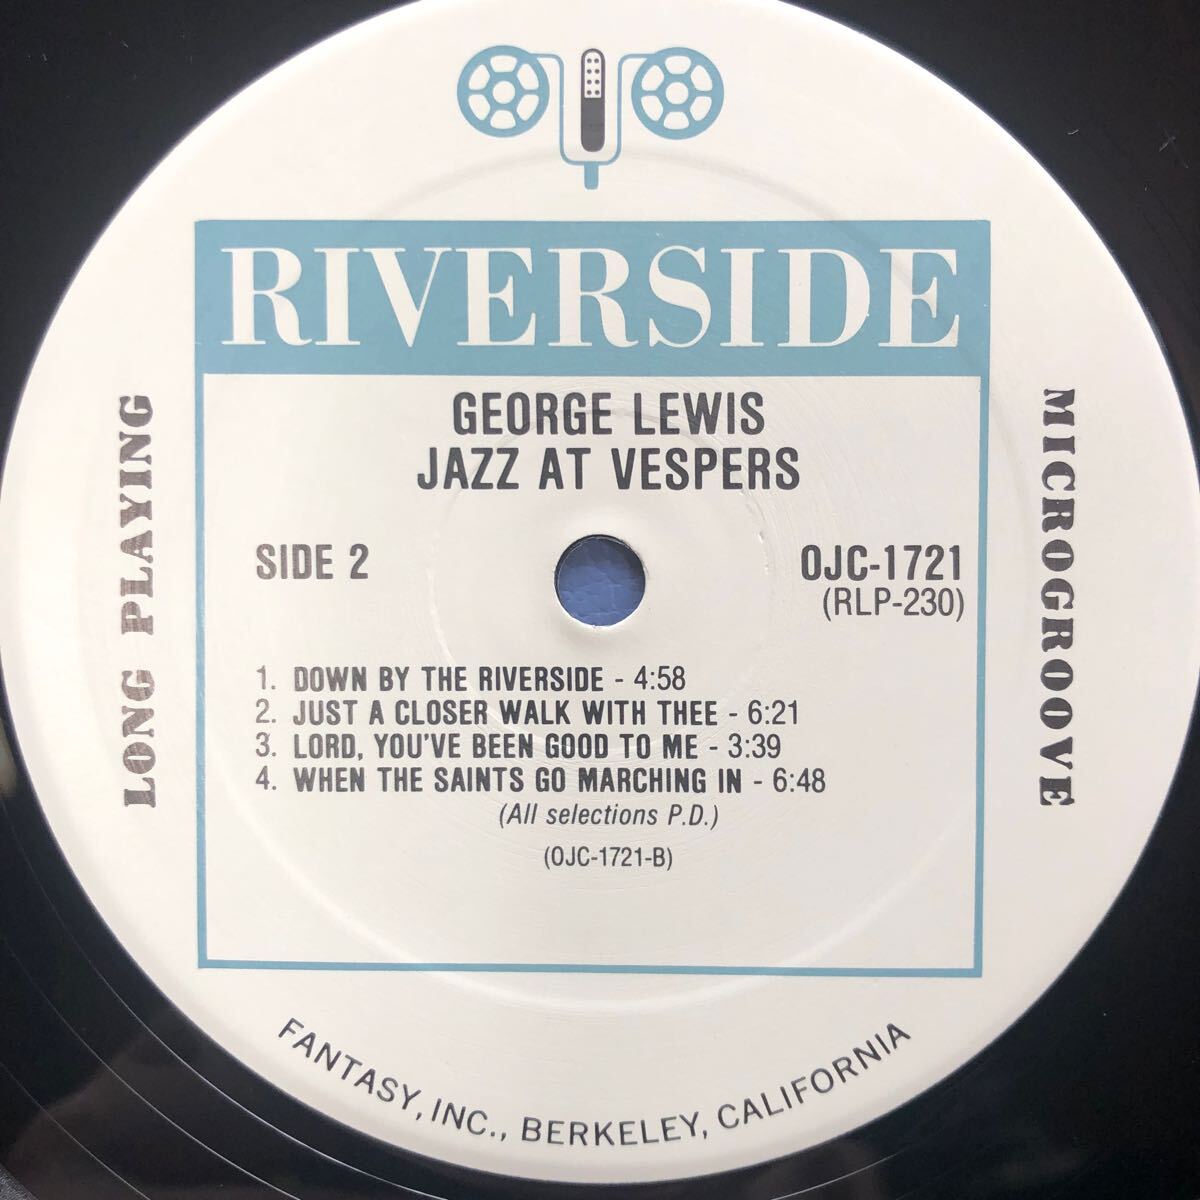 RIVERSIDE
GEORGE LEWIS
JAZZ AT VESPERS
SIDE 2
OJC-1721
(RLP-230)
LONG PLAYING
MICROGROOVE
1. DOWN BY THE RIVERSIDE - 4:58
2. JUST A CLOSER WALK WITH THEE - 6:21
3. LORD, YOU'VE BEEN GOOD TO ME - 3:39
4. WHEN THE SAINTS GO MARCHING IN - 6:48
(All selections P.D.)
(OJC-1721-B)
FANTASY, INC., BERKELEY, CALIFORNIA